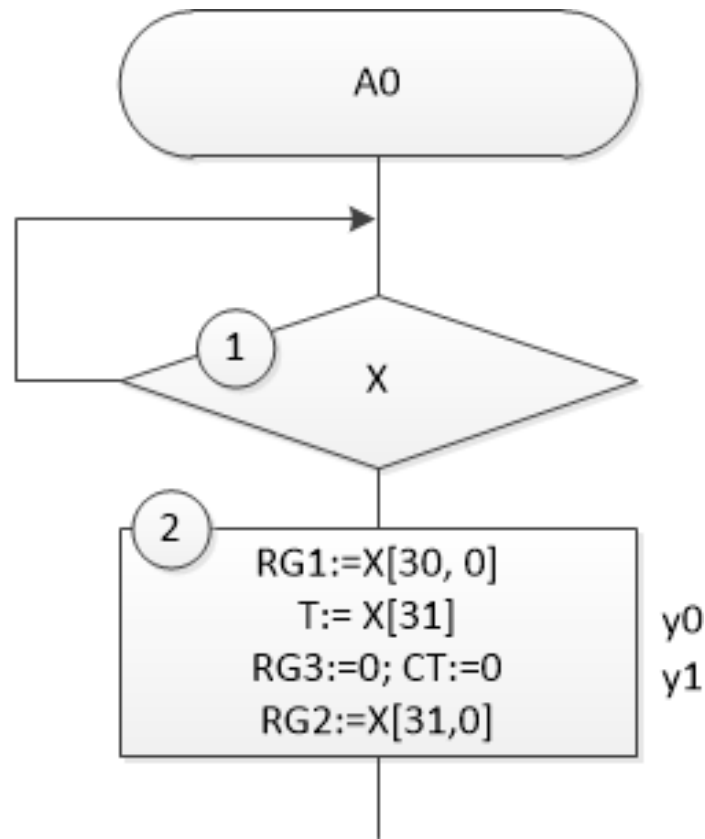 A0
1
X
2
RG1:=X[30, 0]
T:= X[31]
RG3:=0; CT:=0
RG2:=X[31,0]
y0
y1